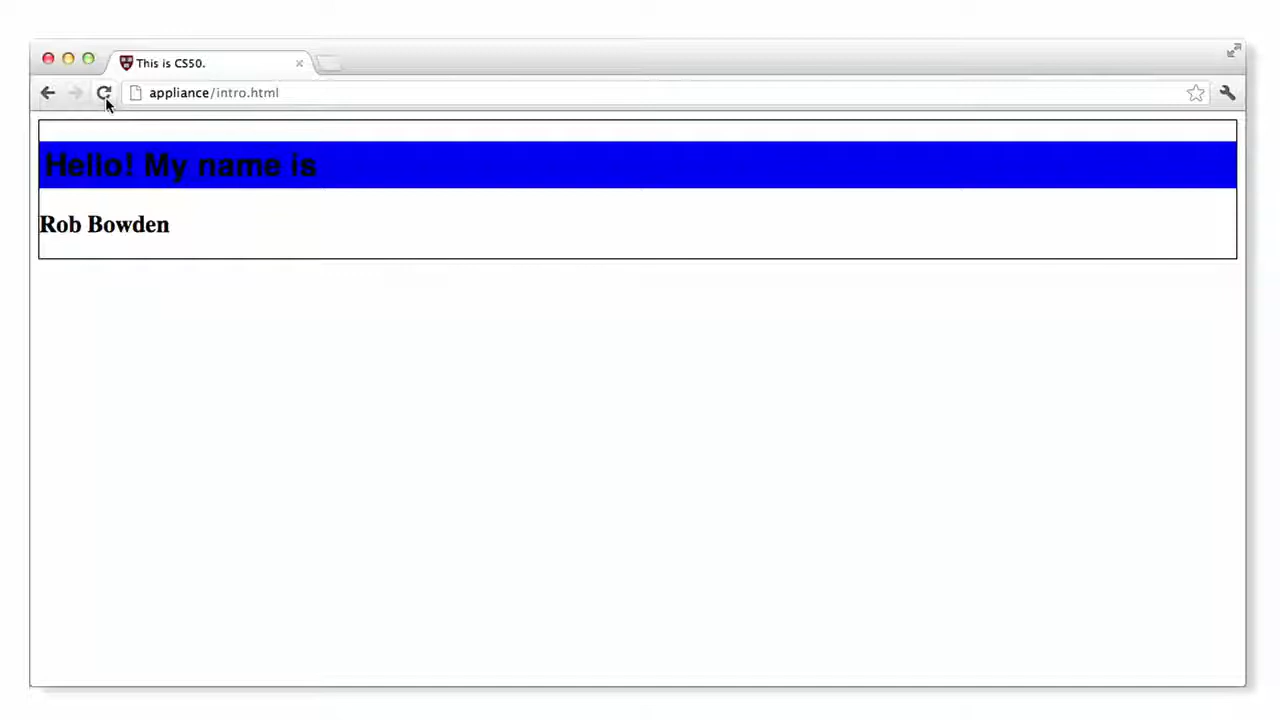 This is CS50.
appliance/intro.html
Hello! My name is
Rob Bowden